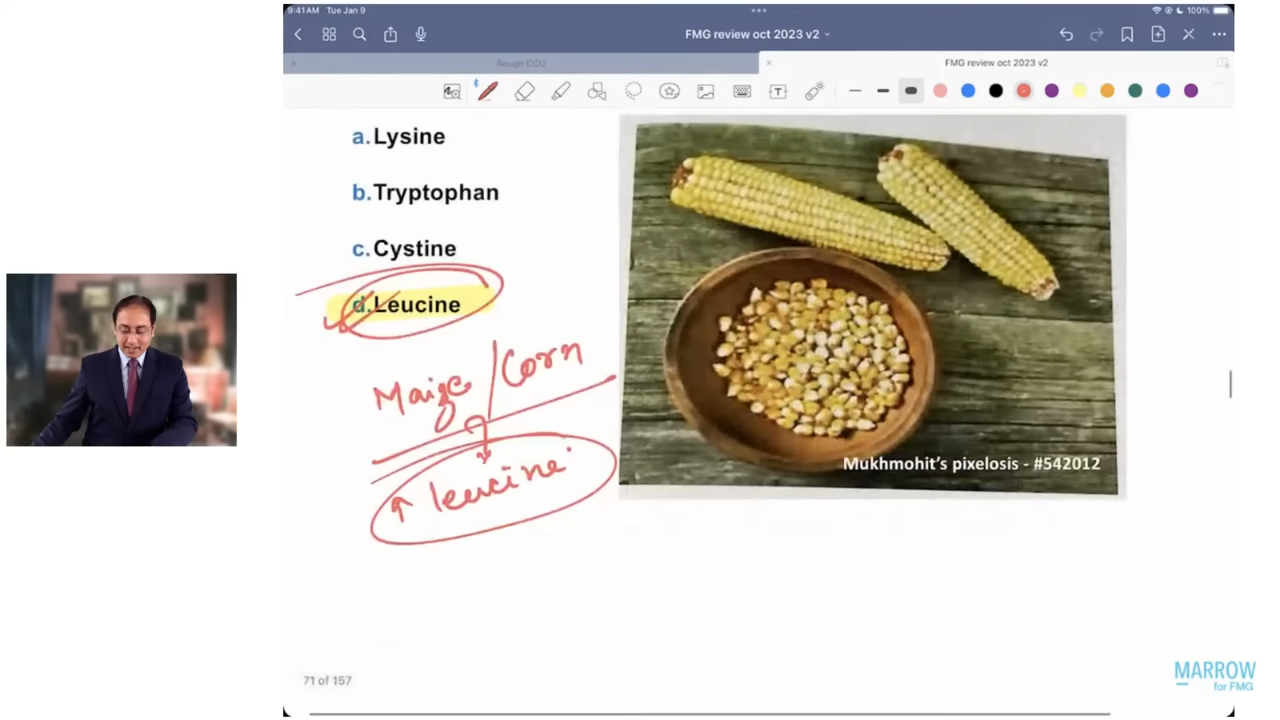 9:41 AM Tue Jan 9
100%
FMG review oct 2023 v2
Rough ECU
FMG review oct 2023 v2
a. Lysine
b. Tryptophan
c. Cystine
d. Leucine
Maize / Corn
↑ leucine
Mukhmohit's pixelosis - #542012
71 of 157
MARROW
for FMG